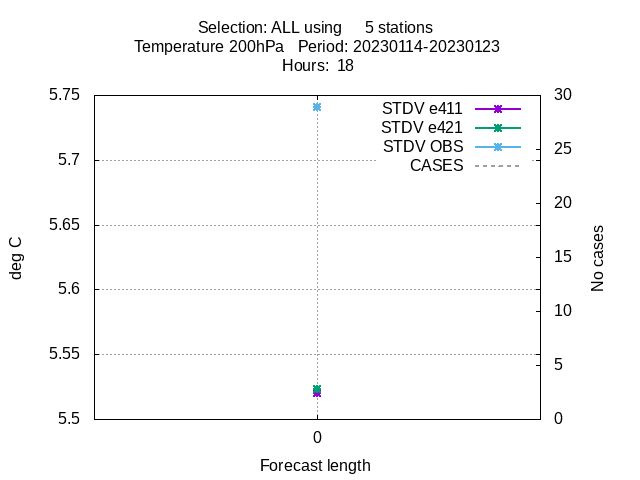 Selection: ALL using     5 stations
Temperature 200hPa   Period: 20230114-20230123
Hours:  18
STDV e411
STDV e421
STDV OBS
CASES
5.75
5.7
5.65
5.6
5.55
5.5
30
25
20
15
10
5
0
deg C
No cases
0
Forecast length